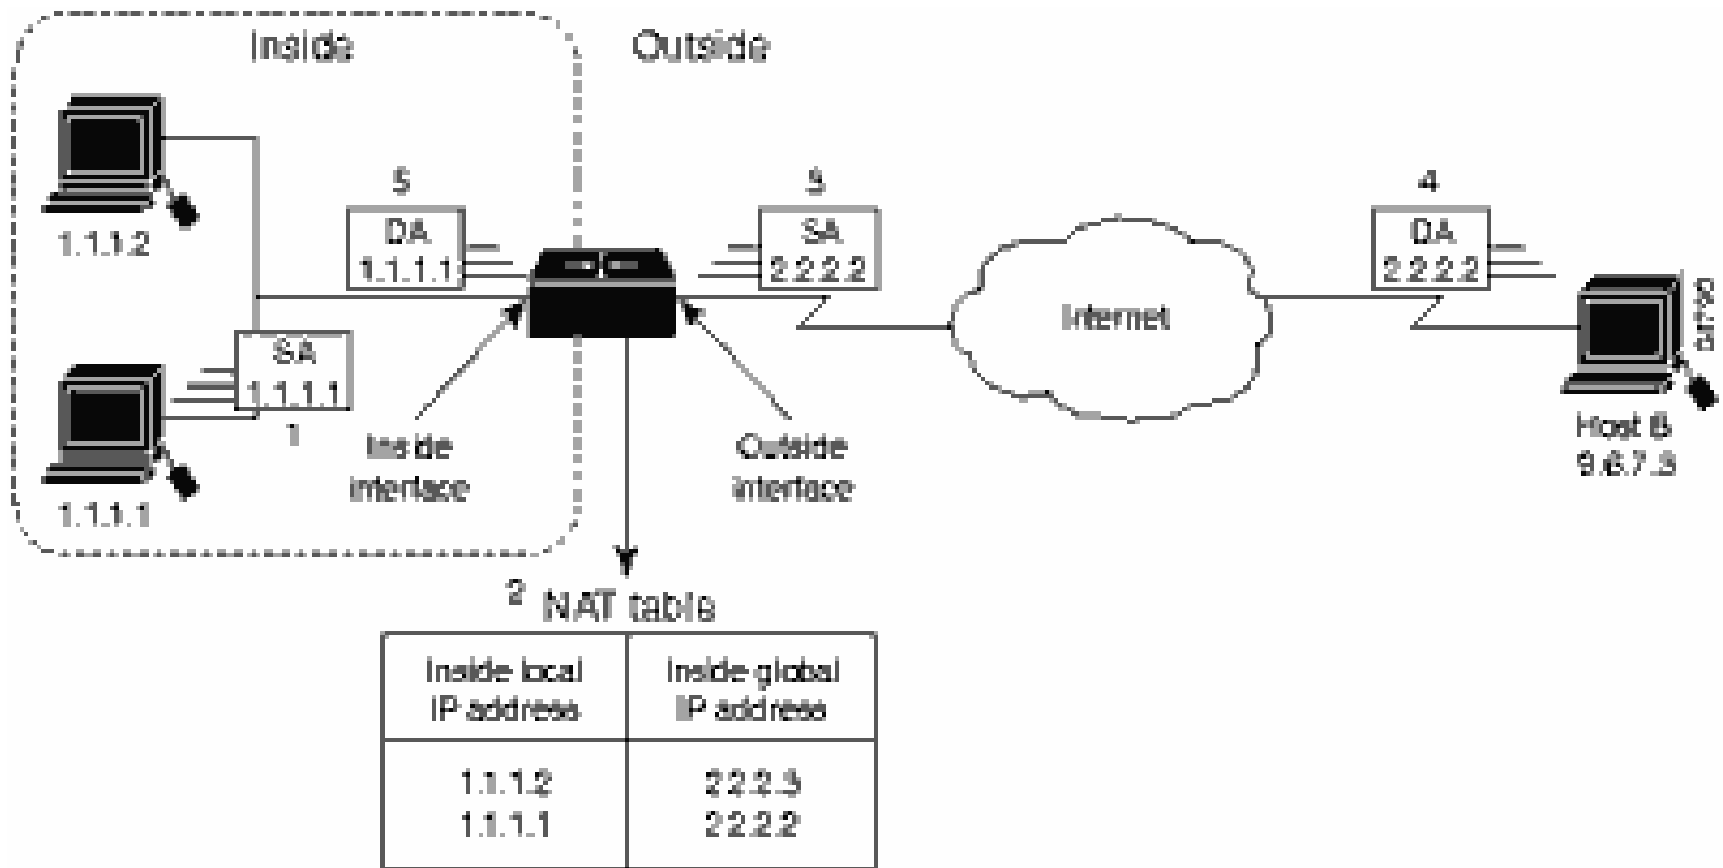 Inside
Outside
1.1.1.2
5
DA
1.1.1.1
3
SA
2.2.2.2
4
DA
2.2.2.2
Internet
SA
1.1.1.1
1
1.1.1.1
Inside
interface
Outside
interface
Host B
9.6.7.3
2
NAT table
Inside local
IP address
Inside global
IP address
1.1.1.2
2.2.2.3
1.1.1.1
2.2.2.2